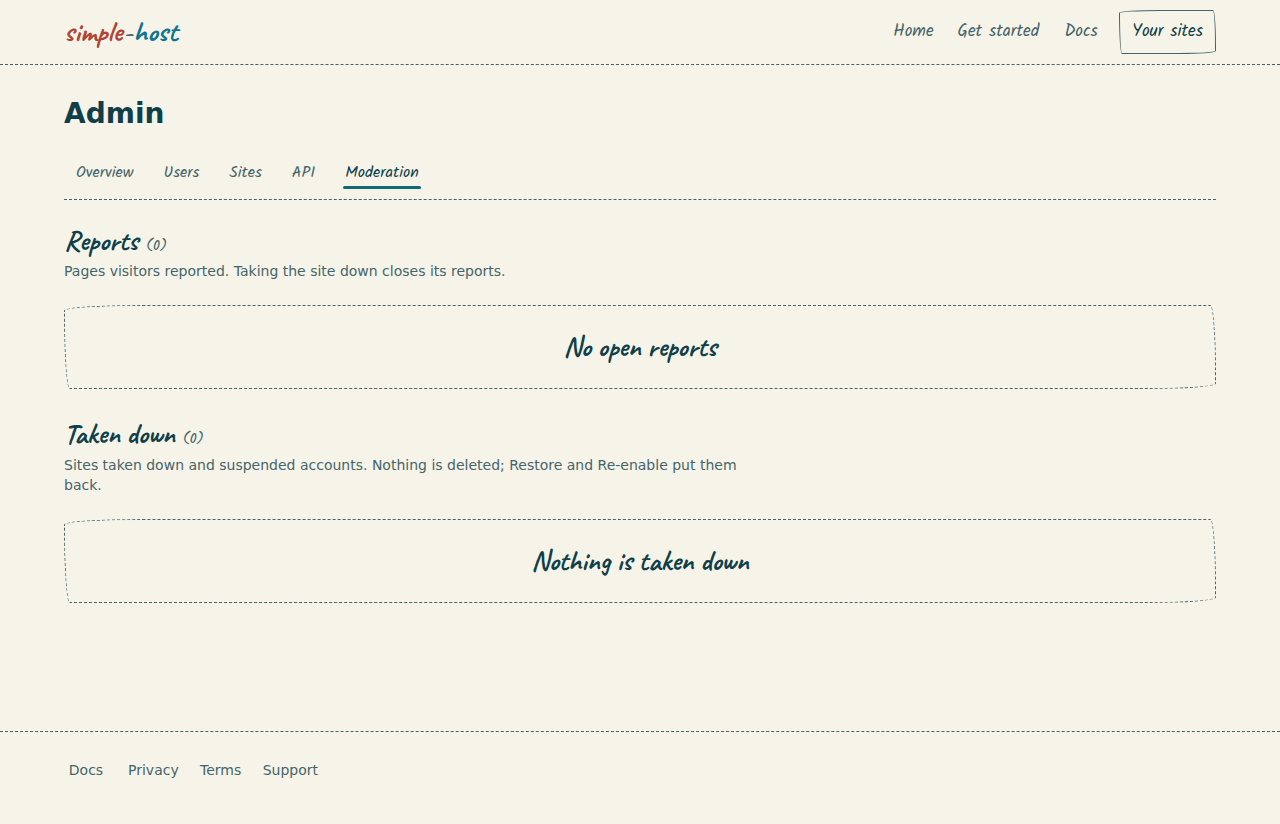 simple-host
Home Get started Docs Your sites
Admin
Overview Users Sites API Moderation
Reports (0)
Pages visitors reported. Taking the site down closes its reports.
No open reports
Taken down (0)
Sites taken down and suspended accounts. Nothing is deleted; Restore and Re-enable put them
back.
Nothing is taken down
Docs Privacy Terms Support